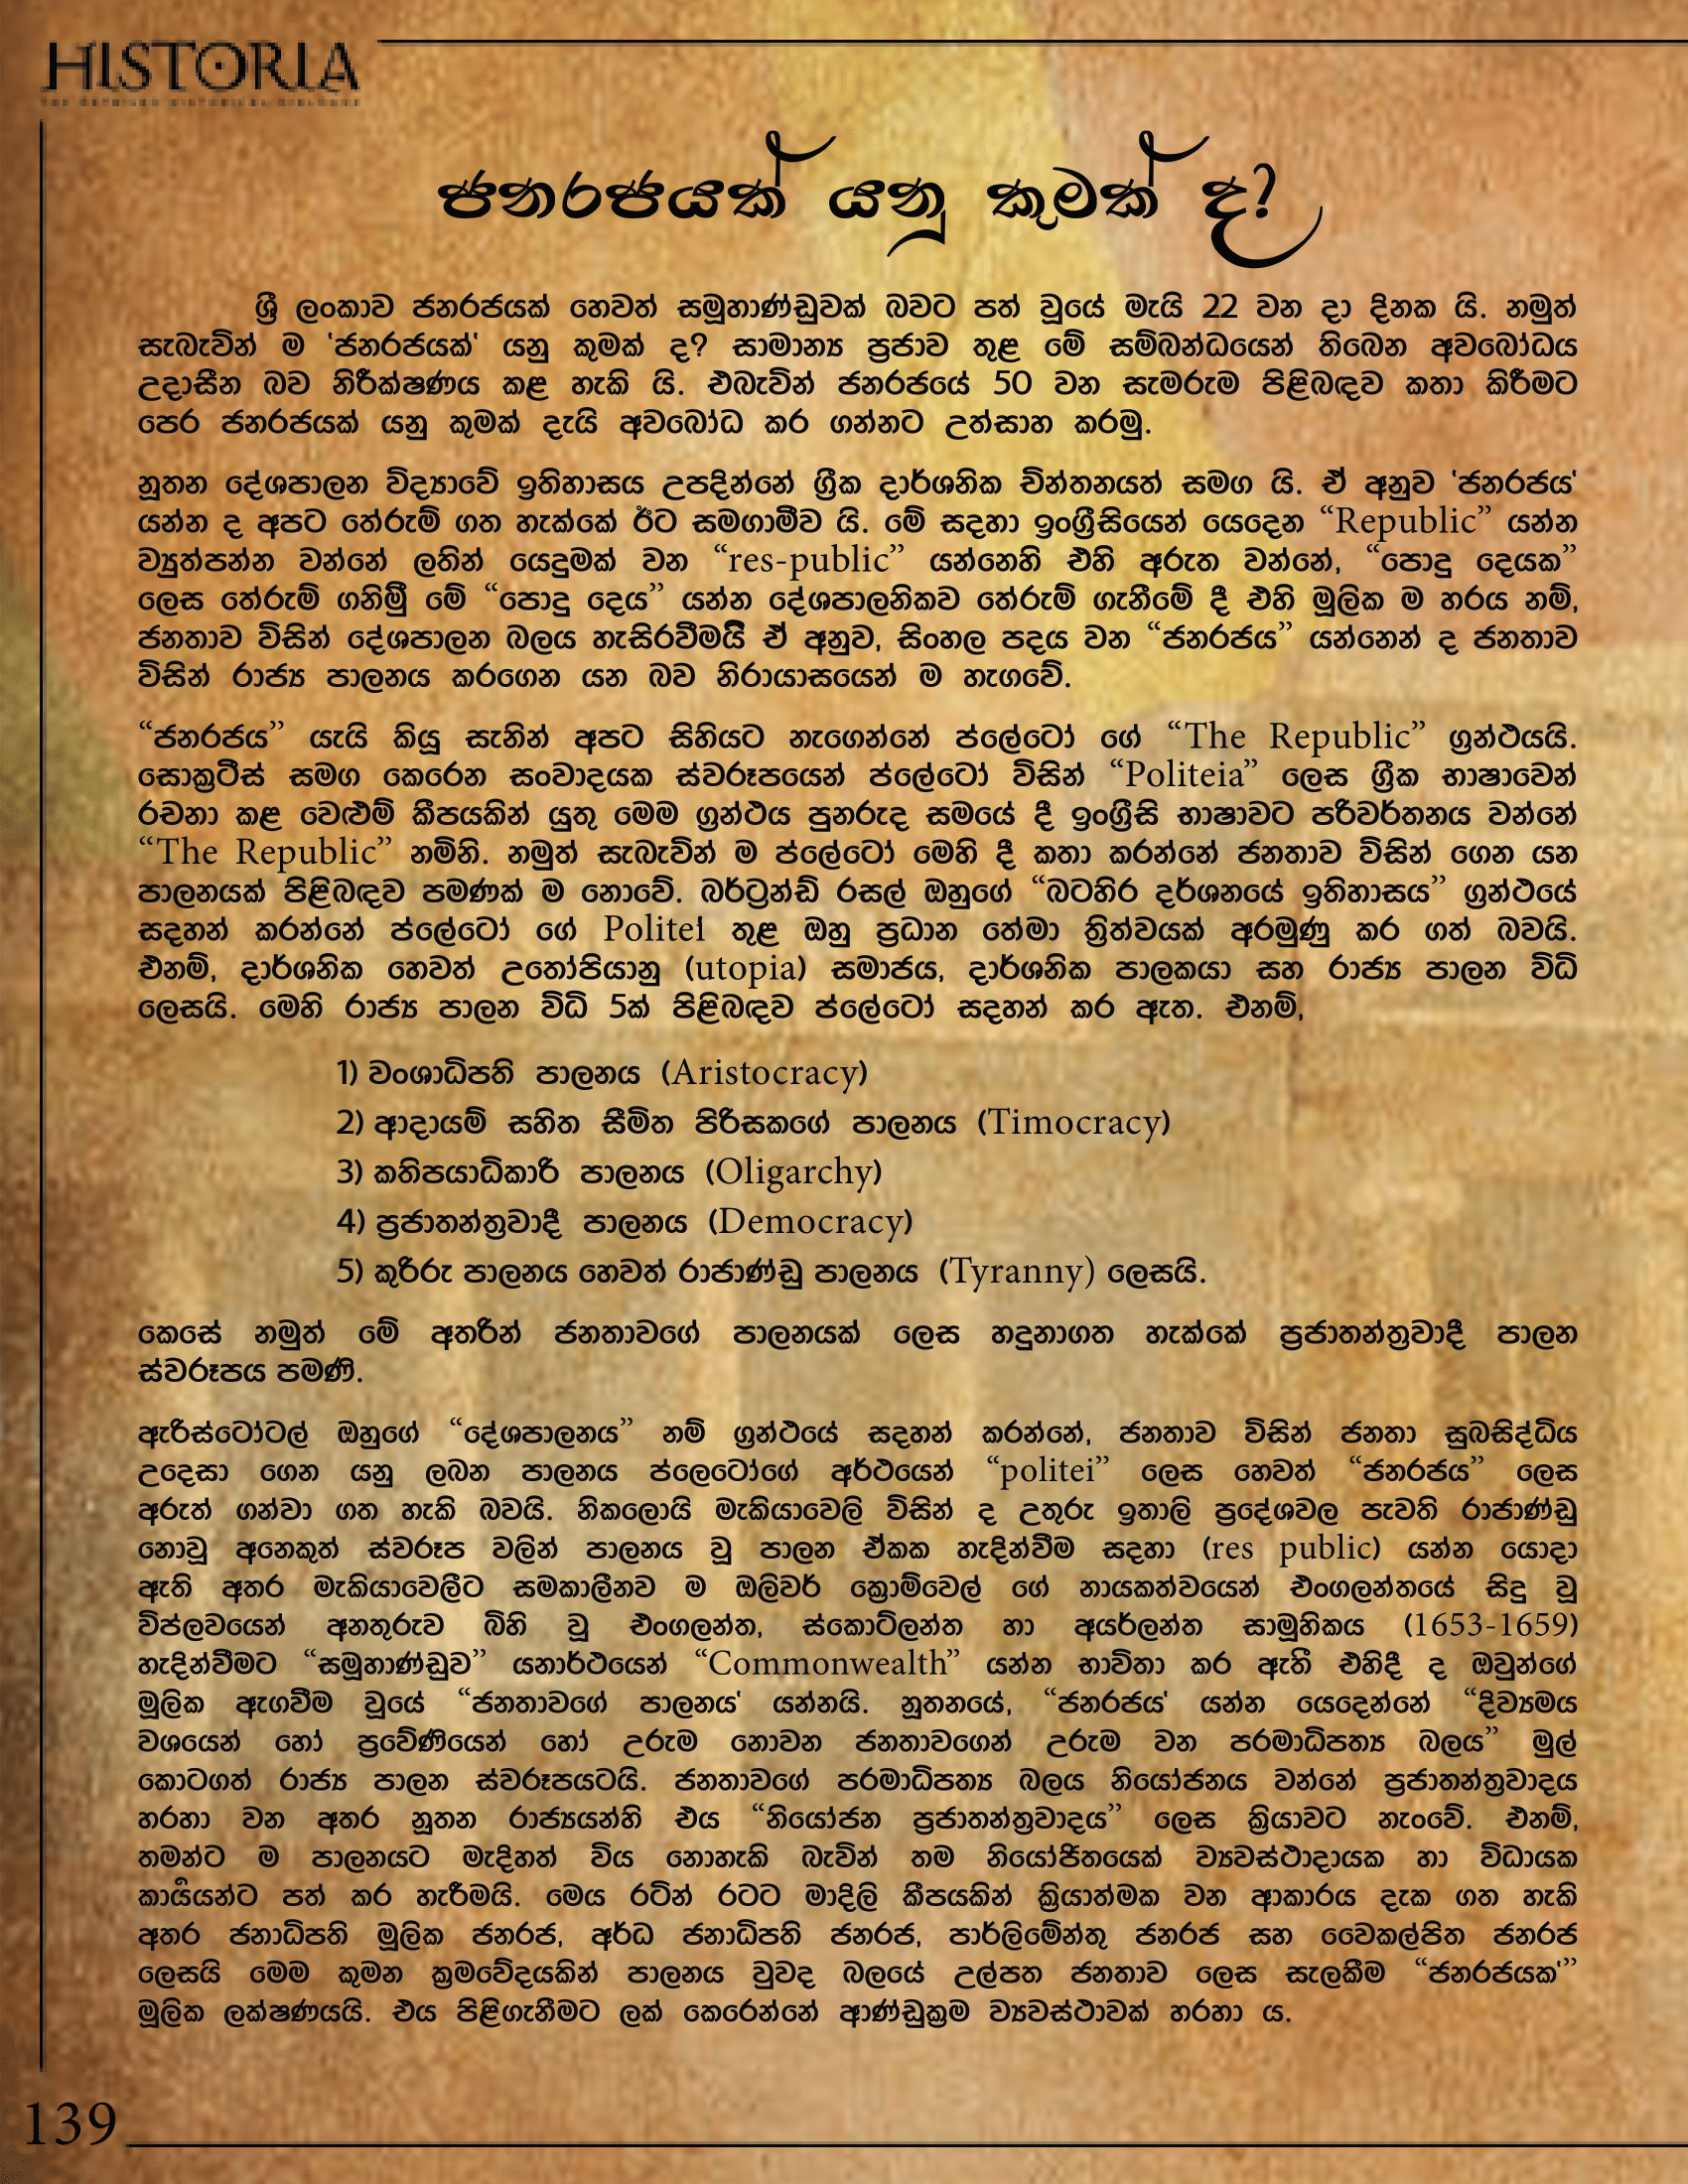 HISTORIA
ජනරජයක් යනු කුමක් ද?
ශ්‍රී ලංකාව ජනරජයක් හෙවත් සමූහාණ්ඩුවක් බවට පත් වූයේ මැයි 22 වන දා දිනක යි. නමුත්
සැබැවින් ම 'ජනරජයක්' යනු කුමක් ද? සාමාන්‍ය ප්‍රජාව තුළ මේ සම්බන්ධයෙන් තිබෙන අවබෝධය
උදාසීන බව නිරීක්ෂණය කළ හැකි යි. එබැවින් ජනරජයේ 50 වන සැමරුම පිළිබඳව කතා කිරීමට
පෙර ජනරජයක් යනු කුමක් දැයි අවබෝධ කර ගන්නට උත්සාහ කරමු.
නූතන දේශපාලන විද්‍යාවේ ඉතිහාසය උපදින්නේ ග්‍රීක දාර්ශනික චින්තනයත් සමග යි. ඒ අනුව 'ජනරජය'
යන්න ද අපට තේරුම් ගත හැක්කේ ඊට සමගාමීව යි. මේ සදහා ඉංග්‍රීසියෙන් යෙදෙන “Republic” යන්න
ව්‍යුත්පන්න වන්නේ ලතින් යෙදුමක් වන “res-public” යන්නෙහි එහි අරුත වන්නේ, “පොදු දෙයක”
ලෙස තේරුම් ගනිමුි මේ “පොදු දෙය” යන්න දේශපාලනිකව තේරුම් ගැනීමේ දී එහි මූලික ම හරය නම්,
ජනතාව විසින් දේශපාලන බලය හැසිරවීමයිි ඒ අනුව, සිංහල පදය වන “ජනරජය” යන්නෙන් ද ජනතාව
විසින් රාජ්‍ය පාලනය කරගෙන යන බව නිරායාසයෙන් ම හැගවේ.
“ජනරජය” යැයි කියූ සැනින් අපට සිහියට නැගෙන්නේ ප්ලේටෝ ගේ “The Republic” ග්‍රන්ථයයි.
සොක්‍රටීස් සමග කෙරෙන සංවාදයක ස්වරූපයෙන් ප්ලේටෝ විසින් “Politeia” ලෙස ග්‍රීක භාෂාවෙන්
රචනා කළ වෙළුම් කීපයකින් යුතු මෙම ග්‍රන්ථය පුනරුද සමයේ දී ඉංග්‍රීසි භාෂාවට පරිවර්තනය වන්නේ
“The Republic” නමිනි. නමුත් සැබැවින් ම ප්ලේටෝ මෙහි දී කතා කරන්නේ ජනතාව විසින් ගෙන යන
පාලනයක් පිළිබඳව පමණක් ම නොවේ. බර්ට්‍රන්ඩ් රසල් ඔහුගේ “බටහිර දර්ශනයේ ඉතිහාසය” ග්‍රන්ථයේ
සදහන් කරන්නේ ප්ලේටෝ ගේ Politei' තුළ ඔහු ප්‍රධාන තේමා ත්‍රිත්වයක් අරමුණු කර ගත් බවයි.
එනම්, දාර්ශනික හෙවත් උතෝපියානු (utopia) සමාජය, දාර්ශනික පාලකයා සහ රාජ්‍ය පාලන විධි
ලෙසයි. මෙහි රාජ්‍ය පාලන විධි 5ක් පිළිබඳව ප්ලේටෝ සදහන් කර ඇත. එනම්,
1) වංශාධිපති පාලනය (Aristocracy)
2) ආදායම් සහිත සීමිත පිරිසකගේ පාලනය (Timocracy)
3) කතිපයාධිකාරි පාලනය (Oligarchy)
4) ප්‍රජාතන්ත්‍රවාදී පාලනය (Democracy)
5) කුරිරු පාලනය හෙවත් රාජාණ්ඩු පාලනය (Tyranny) ලෙසයි.
කෙසේ නමුත් මේ අතරින් ජනතාවගේ පාලනයක් ලෙස හදුනාගත හැක්කේ ප්‍රජාතන්ත්‍රවාදී පාලන
ස්වරූපය පමණි.
ඇරිස්ටෝටල් ඔහුගේ “දේශපාලනය” නම් ග්‍රන්ථයේ සදහන් කරන්නේ, ජනතාව විසින් ජනතා සුබසිද්ධිය
උදෙසා ගෙන යනු ලබන පාලනය ප්ලෙටෝගේ අර්ථයෙන් “politei” ලෙස හෙවත් “ජනරජය” ලෙස
අරුත් ගන්වා ගත හැකි බවයි. නිකලොයි මැකියාවෙලි විසින් ද උතුරු ඉතාලි ප්‍රදේශවල පැවති රාජාණ්ඩු
නොවූ අනෙකුත් ස්වරූප වලින් පාලනය වූ පාලන ඒකක හැදින්වීම සදහා (res public) යන්න යොදා
ඇති අතර මැකියාවෙලීට සමකාලීනව ම ඔලිවර් ක්‍රොම්වෙල් ගේ නායකත්වයෙන් එංගලන්තයේ සිදු වූ
විප්ලවයෙන් අනතුරුව බිහි වූ එංගලන්ත, ස්කොට්ලන්ත හා අයර්ලන්ත සාමූහිකය (1653-1659)
හැදින්වීමට “සමූහාණ්ඩුව” යනාර්ථයෙන් “Commonwealth” යන්න භාවිතා කර ඇතිි එහිදී ද ඔවුන්ගේ
මූලික ඇගවීම වූයේ “ජනතාවගේ පාලනය' යන්නයි. නූතනයේ, “ජනරජය' යන්න යෙදෙන්නේ “දිව්‍යමය
වශයෙන් හෝ ප්‍රවේණියෙන් හෝ උරුම නොවන ජනතාවගෙන් උරුම වන පරමාධිපත්‍ය බලය” මුල්
කොටගත් රාජ්‍ය පාලන ස්වරූපයටයි. ජනතාවගේ පරමාධිපත්‍ය බලය නියෝජනය වන්නේ ප්‍රජාතන්ත්‍රවාදය
හරහා වන අතර නූතන රාජ්‍යයන්හි එය “නියෝජන ප්‍රජාතන්ත්‍රවාදය” ලෙස ක්‍රියාවට නැංවේ. එනම්,
තමන්ට ම පාලනයට මැදිහත් විය නොහැකි බැවින් තම නියෝජිතයෙක් ව්‍යවස්ථාදායක හා විධායක
කාර්‍ය්‍යයන්ට පත් කර හැරීමයි. මෙය රටින් රටට මාදිලි කීපයකින් ක්‍රියාත්මක වන ආකාරය දැක ගත හැකි
අතර ජනාධිපති මූලික ජනරජ, අර්ධ ජනාධිපති ජනරජ, පාර්ලිමේන්තු ජනරජ සහ වෛකල්පිත ජනරජ
ලෙසයි මෙම කුමන ක්‍රමවේදයකින් පාලනය වුවද බලයේ උල්පත ජනතාව ලෙස සැලකීම “ජනරජයක'”
මූලික ලක්ෂණයයි. එය පිළිගැනීමට ලක් කෙරෙන්නේ ආණ්ඩුක්‍රම ව්‍යවස්ථාවක් හරහා ය.
139